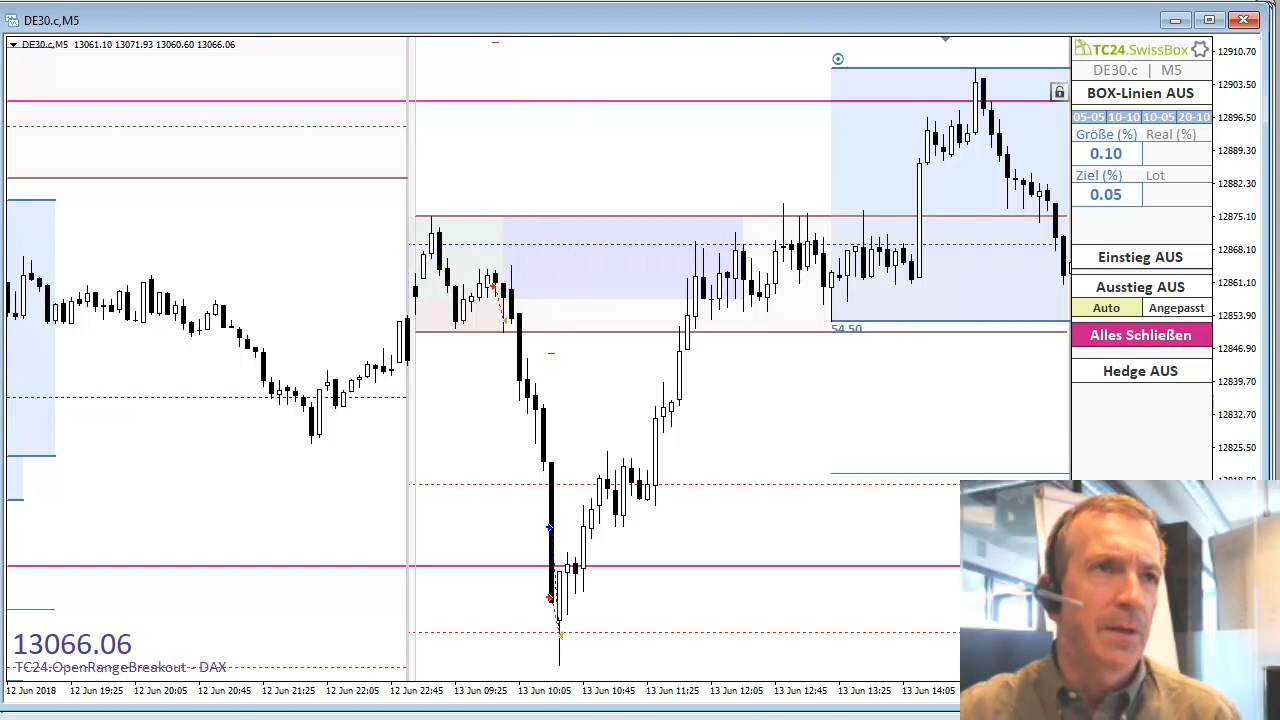 DE30.c,M5
DE30.c,M5 13061.10 13071.93 13060.60 13066.06
54.50
13066.06
TC24.OpenRangeBreakout - DAX
12 Jun 2018 12 Jun 19:25 12 Jun 20:05 12 Jun 20:45 12 Jun 21:25 12 Jun 22:05 12 Jun 22:45 13 Jun 09:25 13 Jun 10:05 13 Jun 10:45 13 Jun 11:25 13 Jun 12:05 13 Jun 12:45 13 Jun 13:25 13 Jun 14:05
TC24.SwissBox
DE30.c | M5
BOX-Linien AUS
05-05 10-10 10-05 20-10
Größe (%) Real (%)
0.10
Ziel (%) Lot
0.05
Einstieg AUS
Ausstieg AUS
Auto Angepasst
Alles Schließen
Hedge AUS
12910.70
12903.50
12896.50
12889.30
12882.30
12875.10
12868.10
12861.10
12853.90
12846.90
12839.70
12832.70
12825.50